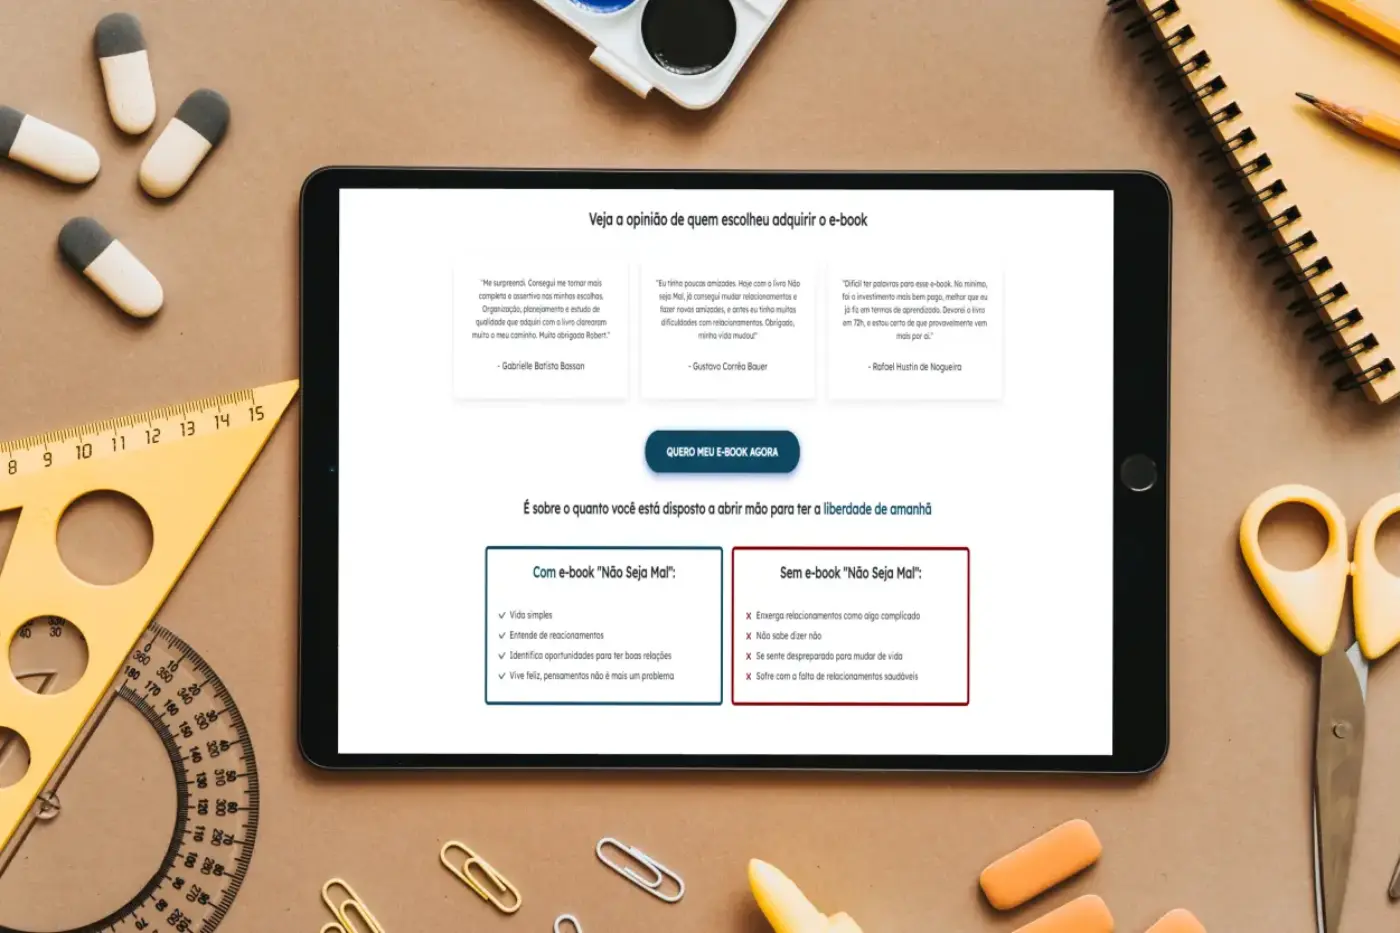 Veja a opinião de quem escolheu adquirir o e-book
"Me surpreendi. Consegui me tornar mais
completa e assertiva nas minhas escolhas.
Organização, planejamento e estudo de
qualidade que adquiri com o livro clarearam
muito o meu caminho. Muito obrigada Robert."
- Gabrielle Batista Bassan
"Eu tinha poucas amizades. Hoje com o livro Não
seja Mal, já consegui mudar relacionamentos e
fazer novas amizades, e antes eu tinha muitas
dificuldades com relacionamentos. Obrigado,
minha vida mudou!"
- Gustavo Corrêa Bauer
"Difícil ter palavras para esse e-book. No mínimo,
foi o investimento mais bem pago, melhor que eu
já fiz em termos de aprendizado. Devorei o livro
em 72h, e estou certo de que provavelmente vem
mais por aí."
- Rafael Hustin de Nogueira
QUERO MEU E-BOOK AGORA
É sobre o quanto você está disposto a abrir mão para ter a liberdade de amanhã
Com e-book "Não Seja Mal":
✓ Vida simples
✓ Entende de reacionamentos
✓ Identifica oportunidades para ter boas relações
✓ Vive feliz, pensamentos não é mais um problema
Sem e-book "Não Seja Mal":
x Enxerga relacionamentos como algo complicado
x Não sabe dizer não
x Se sente despreparado para mudar de vida
x Sofre com a falta de relacionamentos saudáveis
8 9 10 11 12 13 14 15